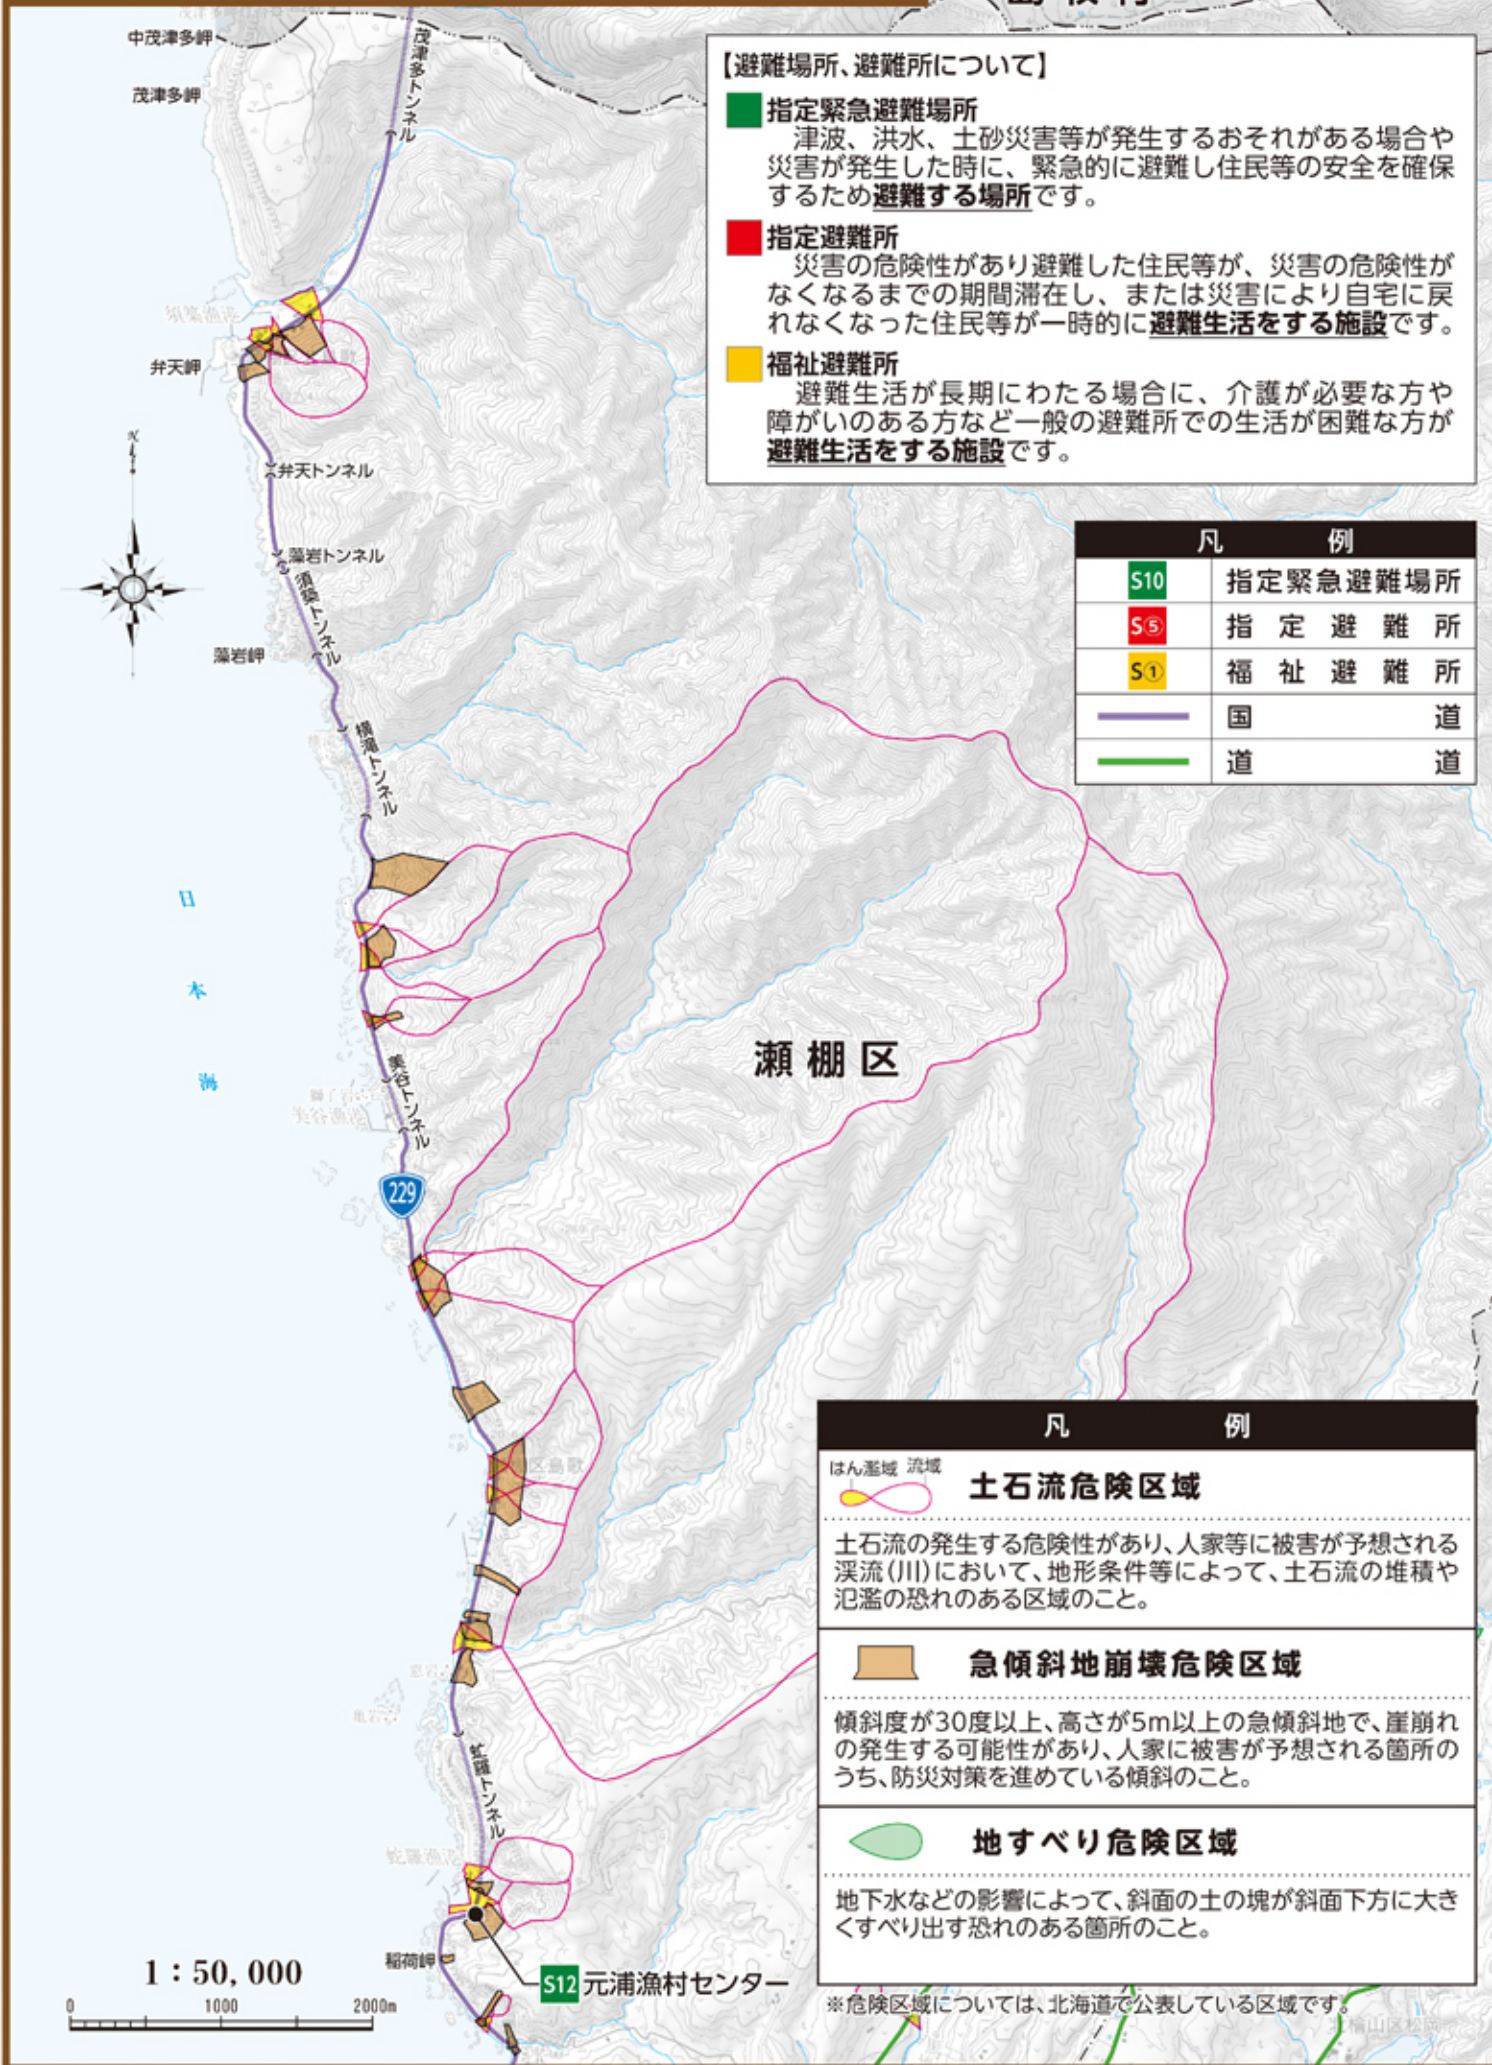 中茂津多岬
茂津多岬
茂津多トンネル
【避難場所、避難所について】
指定緊急避難場所
津波、洪水、土砂災害等が発生するおそれがある場合や
災害が発生した時に、緊急的に避難し住民等の安全を確保
するため避難する場所です。
指定避難所
災害の危険性があり避難した住民等が、災害の危険性が
なくなるまでの期間滞在し、または災害により自宅に戻
れなくなった住民等が一時的に避難生活をする施設です。
福祉避難所
避難生活が長期にわたる場合に、介護が必要な方や
障がいのある方など一般の避難所での生活が困難な方が
避難生活をする施設です。
須築漁港
弁天岬
N
弁天トンネル
藻岩トンネル
須築トンネル
藻岩岬
横滝トンネル
凡例
S10 指定緊急避難場所
S⑤ 指定避難所
S① 福祉避難所
国道
道道
日本海
瀬棚区
美谷トンネル
獅子岩
美谷漁港
229
区島歌
窓岩
亀岩
蛇羅トンネル
蛇羅漁港
稲荷岬
S12 元浦漁村センター
1：50,000
0 1000 2000m
凡例
はん濫域 流域
土石流危険区域
土石流の発生する危険性があり、人家等に被害が予想される
渓流(川)において、地形条件等によって、土石流の堆積や
氾濫の恐れのある区域のこと。
急傾斜地崩壊危険区域
傾斜度が30度以上、高さが5m以上の急傾斜地で、崖崩れ
の発生する可能性があり、人家に被害が予想される箇所の
うち、防災対策を進めている傾斜のこと。
地すべり危険区域
地下水などの影響によって、斜面の土の塊が斜面下方に大き
くすべり出す恐れのある箇所のこと。
※危険区域については、北海道で公表している区域です。